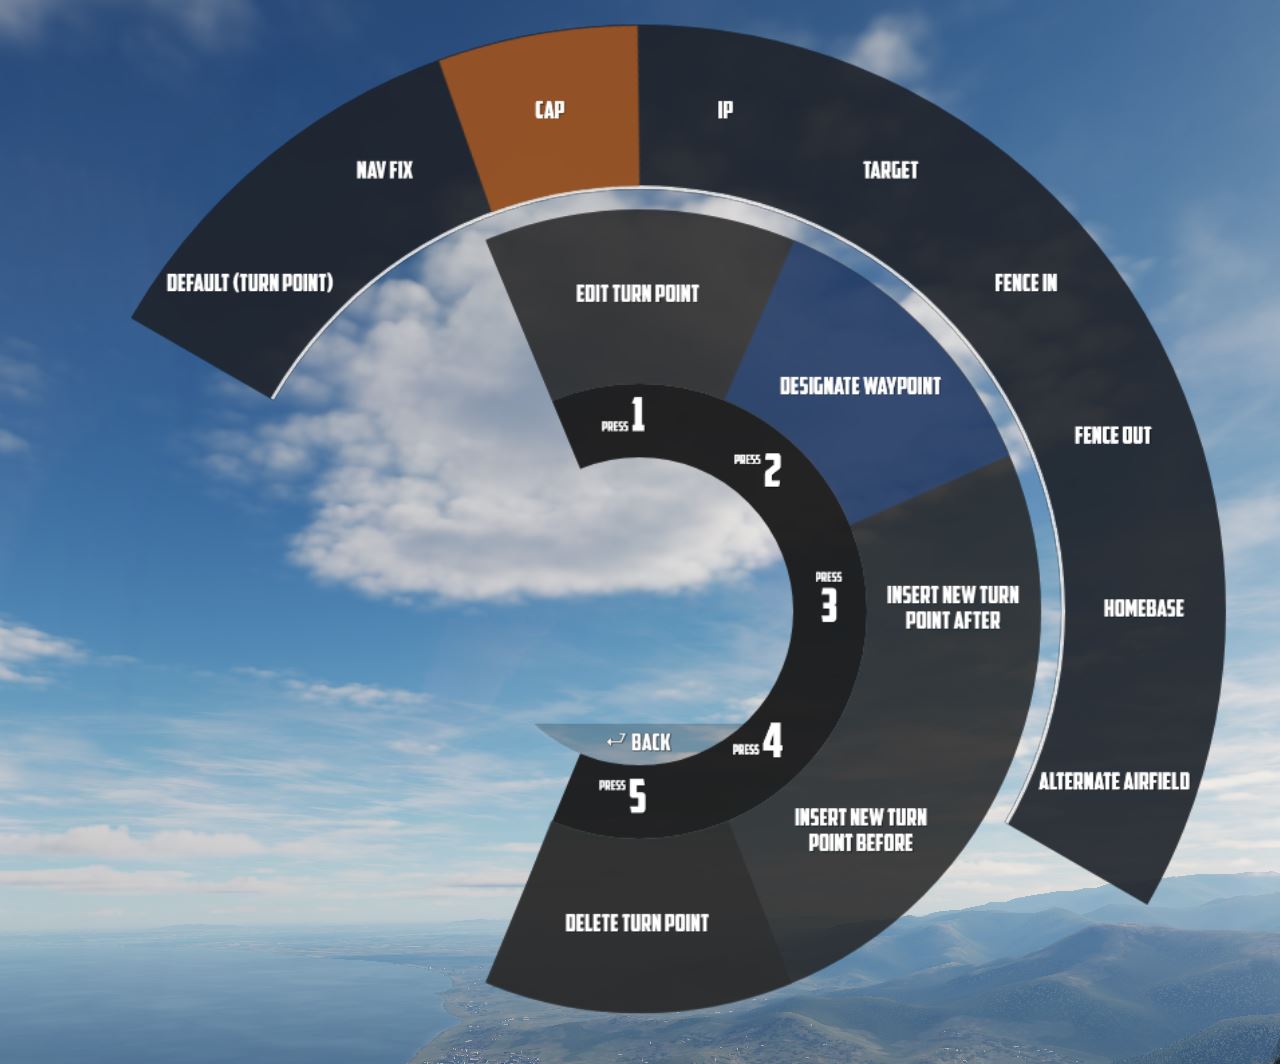 CAP
IP
NAV FIX
TARGET
DEFAULT (TURN POINT)
FENCE IN
FENCE OUT
HOMEBASE
ALTERNATE AIRFIELD
EDIT TURN POINT
PRESS 1
DESIGNATE WAYPOINT
PRESS 2
INSERT NEW TURN
POINT AFTER
PRESS
3
INSERT NEW TURN
POINT BEFORE
PRESS 4
BACK
PRESS 5
DELETE TURN POINT